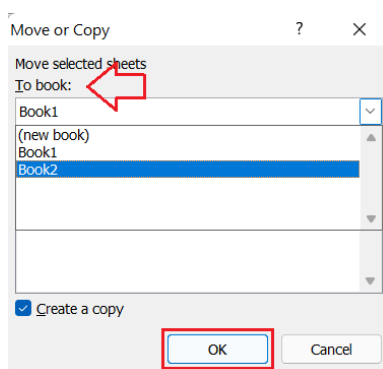 Move or Copy ? ×
Move selected sheets
To book:
Book1
(new book)
Book1
Book2
Create a copy
OK Cancel